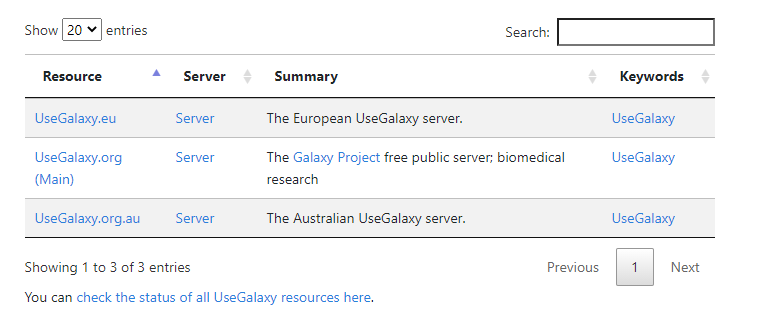 Show 20 entries
Search:
Resource Server Summary Keywords
UseGalaxy.eu Server The European UseGalaxy server. UseGalaxy
UseGalaxy.org Server The Galaxy Project free public server; biomedical UseGalaxy
(Main) research
UseGalaxy.org.au Server The Australian UseGalaxy server. UseGalaxy
Showing 1 to 3 of 3 entries
Previous 1 Next
You can check the status of all UseGalaxy resources here.